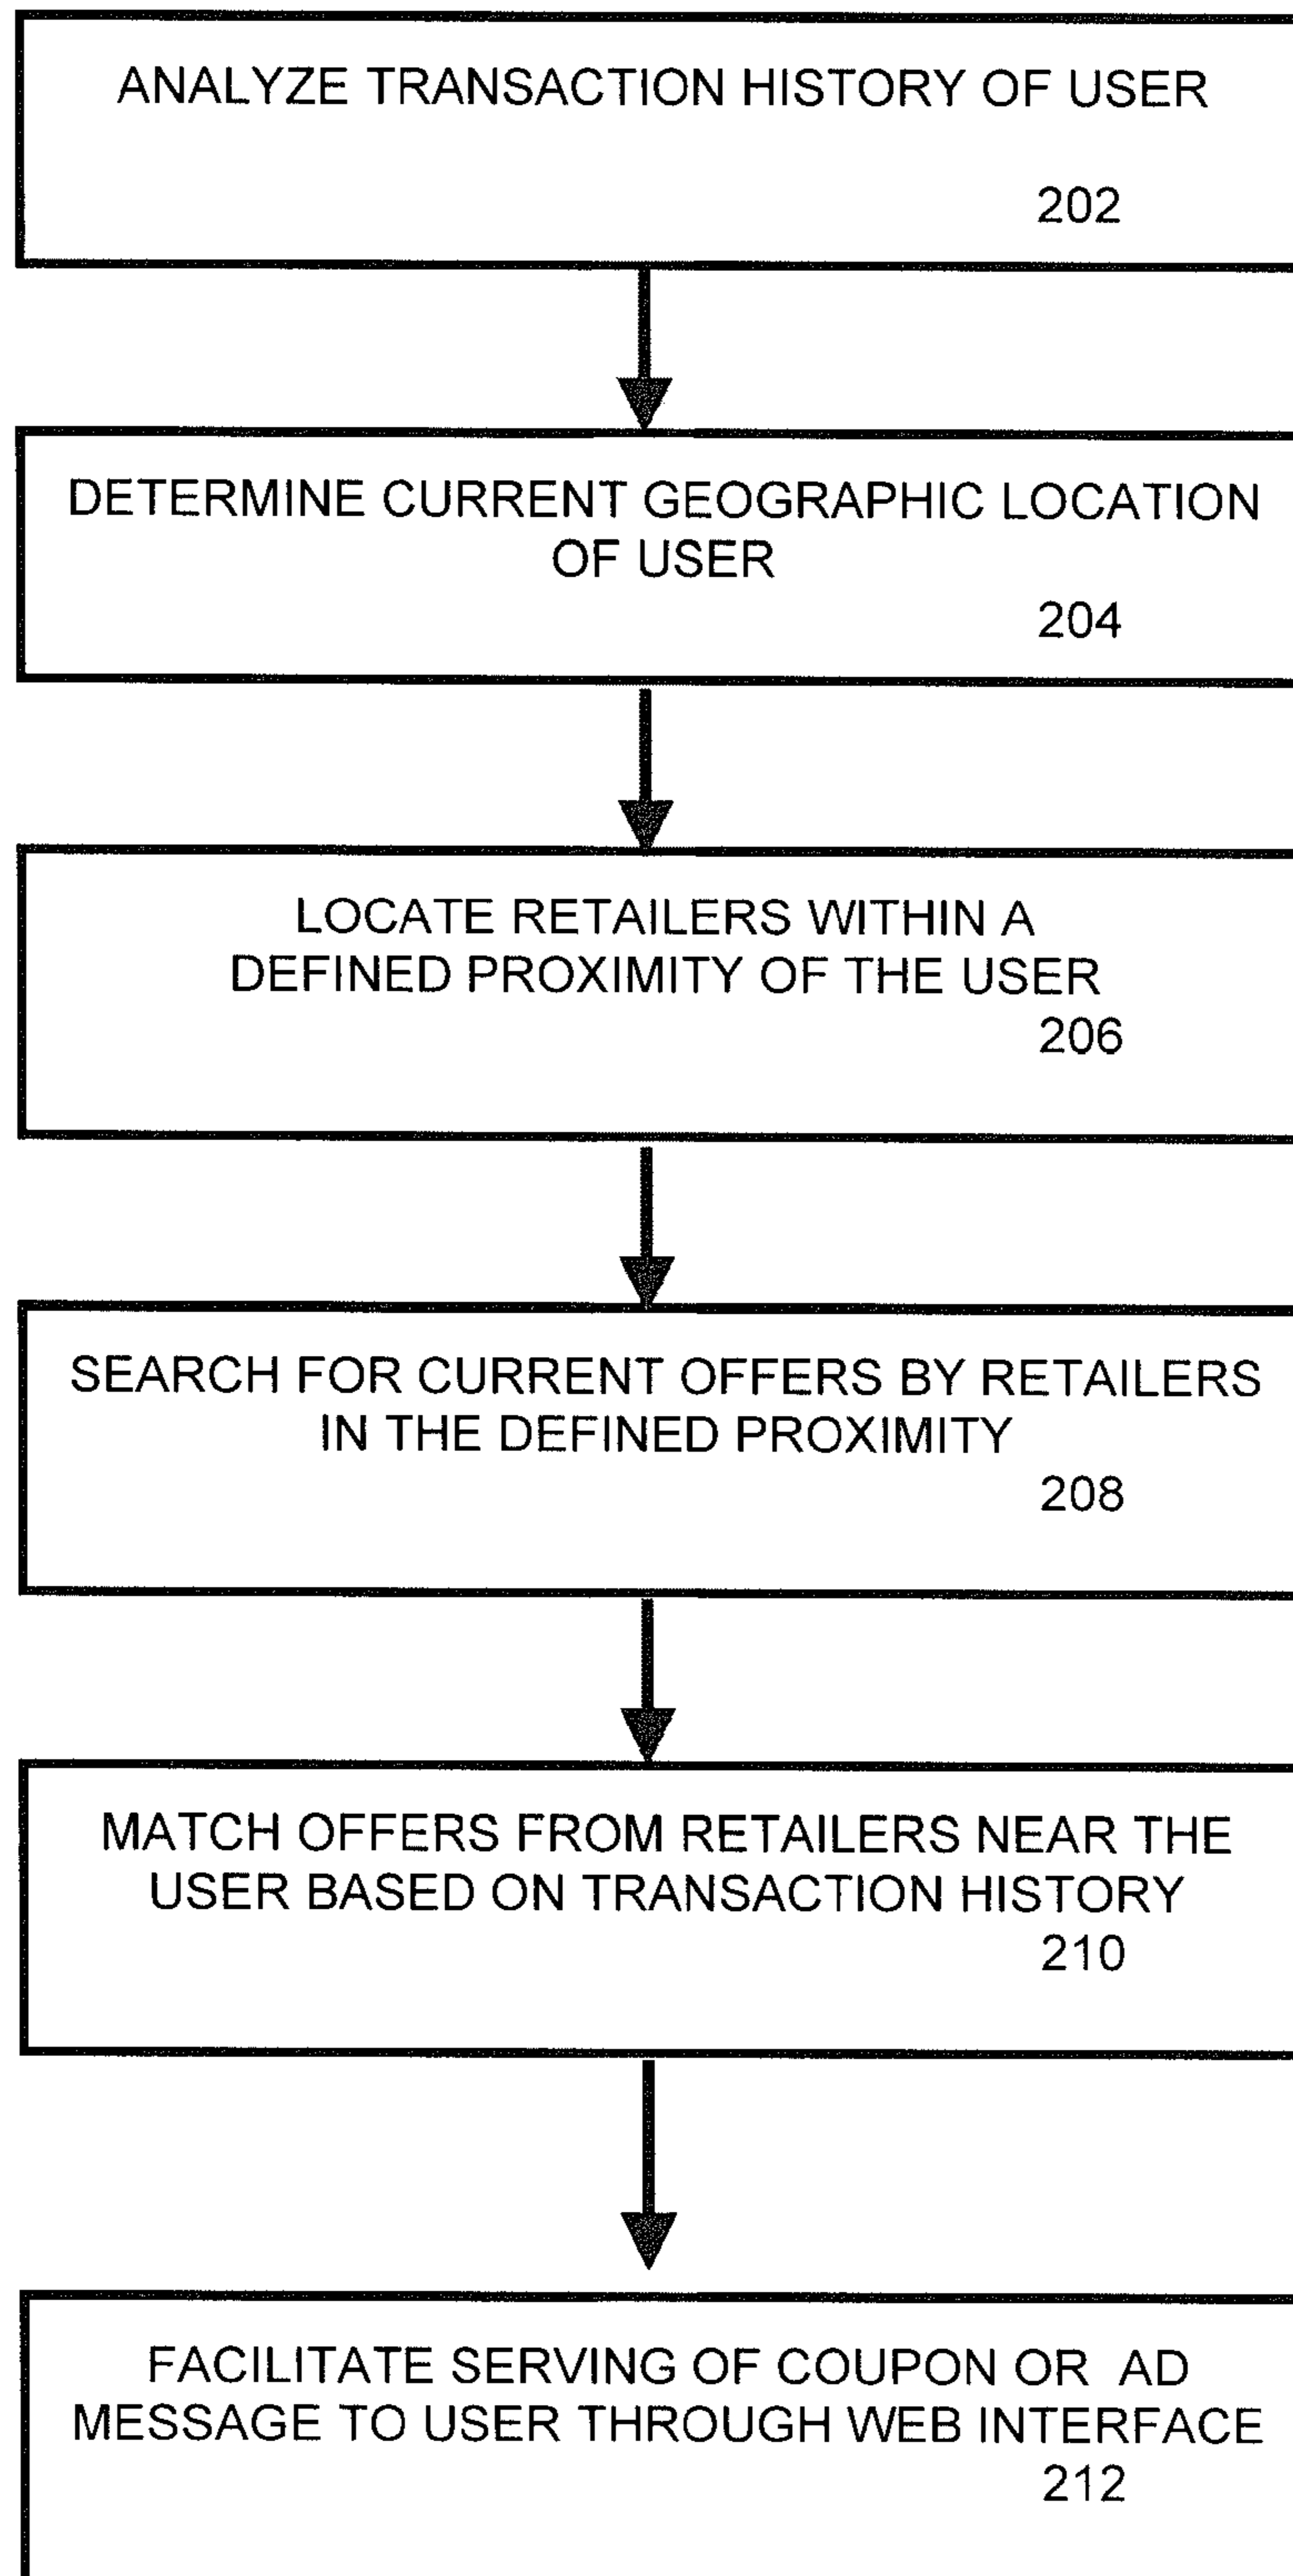 ANALYZE TRANSACTION HISTORY OF USER
202
DETERMINE CURRENT GEOGRAPHIC LOCATION
OF USER
204
LOCATE RETAILERS WITHIN A
DEFINED PROXIMITY OF THE USER
206
SEARCH FOR CURRENT OFFERS BY RETAILERS
IN THE DEFINED PROXIMITY
208
MATCH OFFERS FROM RETAILERS NEAR THE
USER BASED ON TRANSACTION HISTORY
210
FACILITATE SERVING OF COUPON OR AD
MESSAGE TO USER THROUGH WEB INTERFACE
212